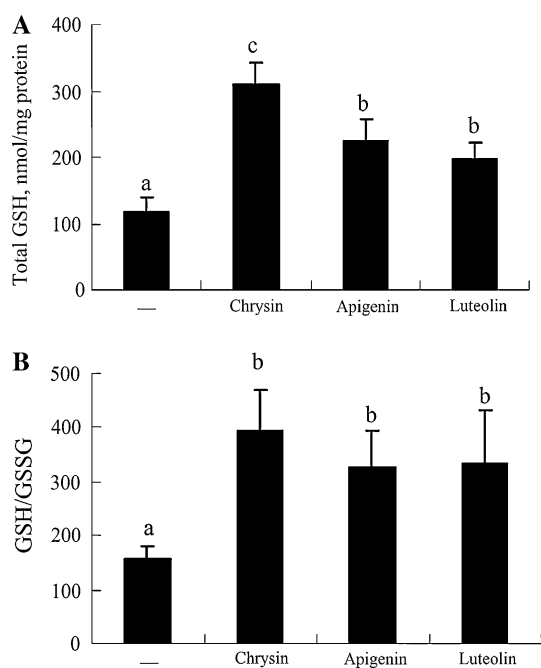 A
Total GSH, nmol/mg protein
400
300
200
100
0
a
c
b
b
— Chrysin Apigenin Luteolin
B
GSH/GSSG
500
400
300
200
100
0
a
b
b
b
— Chrysin Apigenin Luteolin